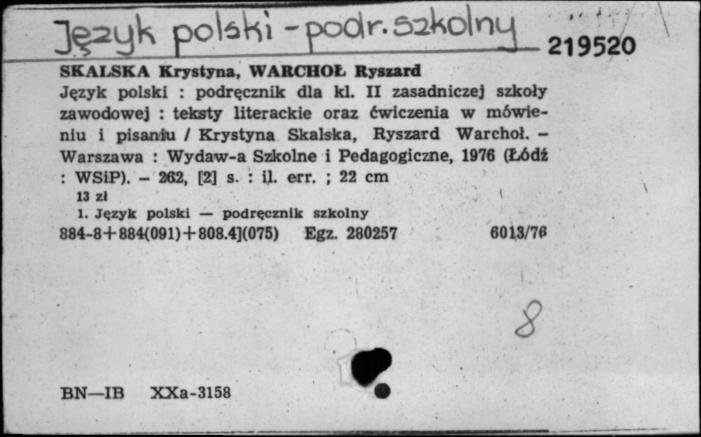 Język polski - podr. szkolny
219520
SKALSKA Krystyna, WARCHOŁ Ryszard
Język polski : podręcznik dla kl. II zasadniczej szkoły
zawodowej : teksty literackie oraz ćwiczenia w mówie-
niu i pisaniu / Krystyna Skalska, Ryszard Warchoł. –
Warszawa : Wydaw-a Szkolne i Pedagogiczne, 1976 (Łódź
: WSiP). – 262, [2] s. : il. err. ; 22 cm
13 zł
1. Język polski — podręcznik szkolny
884-8+884(091)+808.4](075) Egz. 280257 6013/76
8
BN—IB XXa-3158